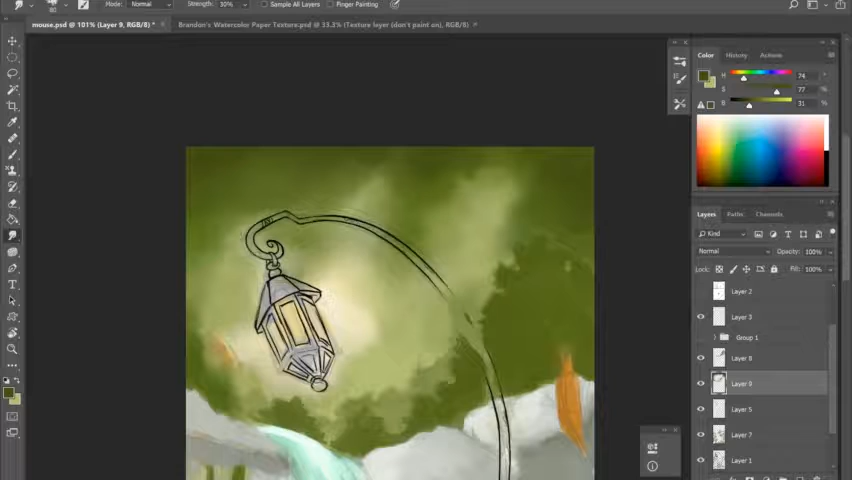 Mode: Normal Strength: 30% Sample All Layers Finger Painting
mouse.psd @ 101% (Layer 9, RGB/8) * × Brandon's Watercolor Paper Texture.psd @ 33.3% (Texture layer (don't paint on), RGB/8) ×
Color History Actions
H 74 °
S 77 %
B 31 %
Layers Paths Channels
Kind
Normal Opacity: 100%
Lock: Fill: 100%
Layer 2
Layer 3
Group 1
Layer 8
Layer 9
Layer 5
Layer 7
Layer 1